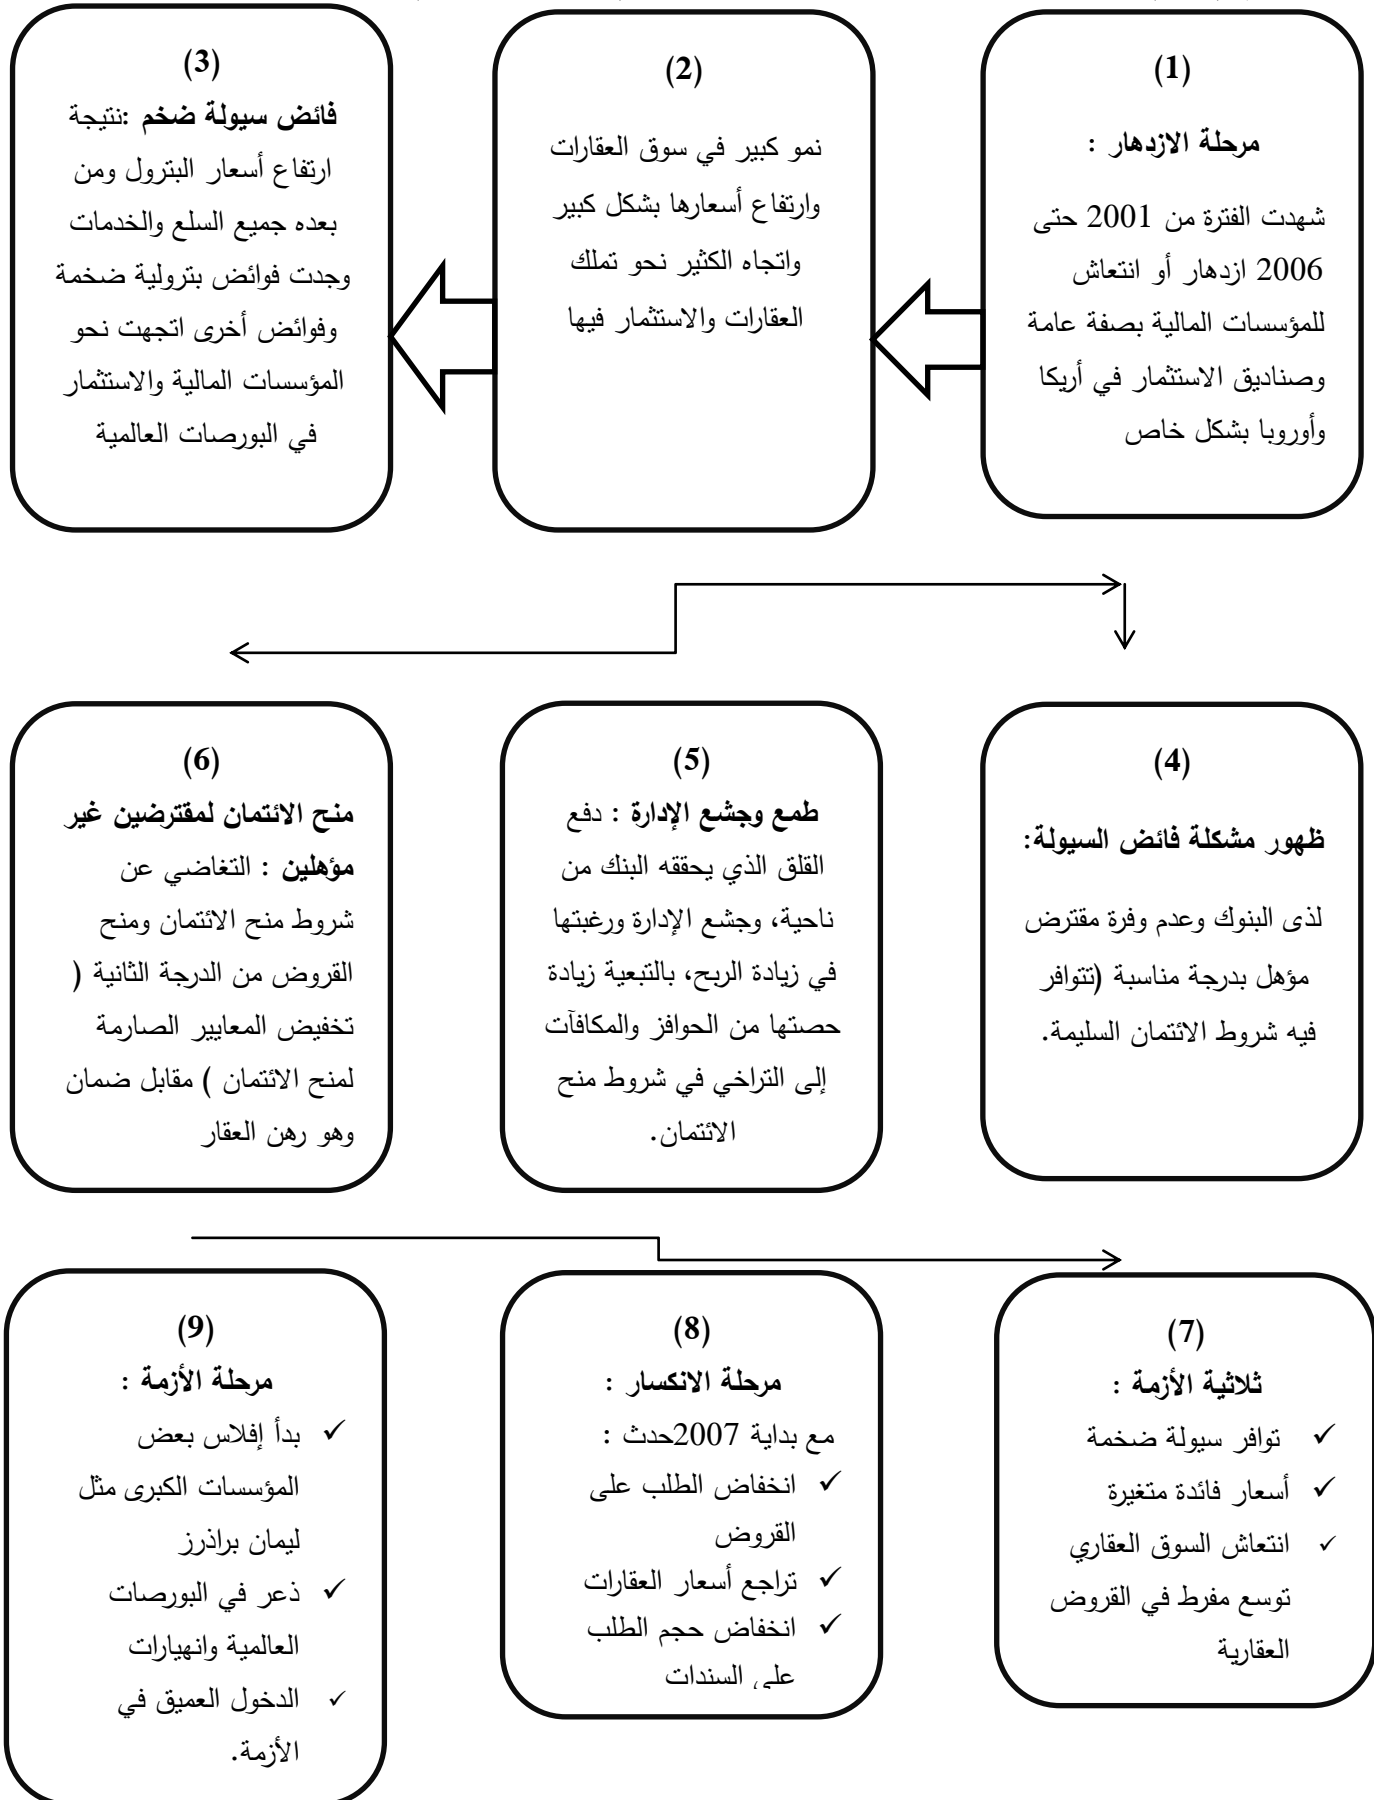 (1)
مرحلة الازدهار :
شهدت الفترة من 2001 حتى
2006 ازدهار أو انتعاش
للمؤسسات المالية بصفة عامة
وصناديق الاستثمار في أريكا
وأوروبا بشكل خاص
(2)
نمو كبير في سوق العقارات
وارتفاع أسعارها بشكل كبير
واتجاه الكثير نحو تملك
العقارات والاستثمار فيها
(3)
فائض سيولة ضخم :نتيجة
ارتفاع أسعار البترول ومن
بعده جميع السلع والخدمات
وجدت فوائض بترولية ضخمة
وفوائض أخرى اتجهت نحو
المؤسسات المالية والاستثمار
في البورصات العالمية
(4)
ظهور مشكلة فائض السيولة:
لذى البنوك وعدم وفرة مقترض
مؤهل بدرجة مناسبة (تتوافر
فيه شروط الائتمان السليمة.
(5)
طمع وجشع الإدارة : دفع
القلق الذي يحققه البنك من
ناحية، وجشع الإدارة ورغبتها
في زيادة الربح، بالتبعية زيادة
حصتها من الحوافز والمكافآت
إلى التراخي في شروط منح
الائتمان.
(6)
منح الائتمان لمقترضين غير
مؤهلين : التغاضي عن
شروط منح الائتمان ومنح
القروض من الدرجة الثانية (
تخفيض المعايير الصارمة
لمنح الائتمان ) مقابل ضمان
وهو رهن العقار
(7)
ثلاثية الأزمة :
✓ توافر سيولة ضخمة
✓ أسعار فائدة متغيرة
✓ انتعاش السوق العقاري
توسع مفرط في القروض
العقارية
(8)
مرحلة الانكسار :
مع بداية 2007حدث :
✓ انخفاض الطلب على
القروض
✓ تراجع أسعار العقارات
✓ انخفاض حجم الطلب
على السندات
(9)
مرحلة الأزمة :
✓ بدأ إفلاس بعض
المؤسسات الكبرى مثل
ليمان براذرز
✓ ذعر في البورصات
العالمية وانهيارات
✓ الدخول العميق في
الأزمة.